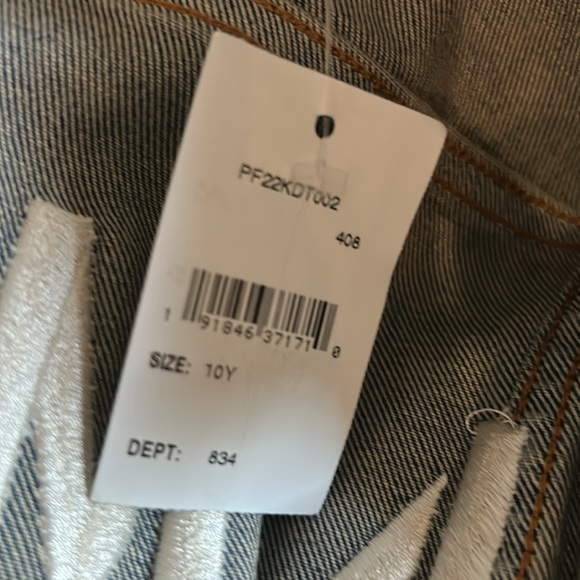 PF22KDT002
408
1 91846 37171 0
SIZE: 10Y
DEPT: 834